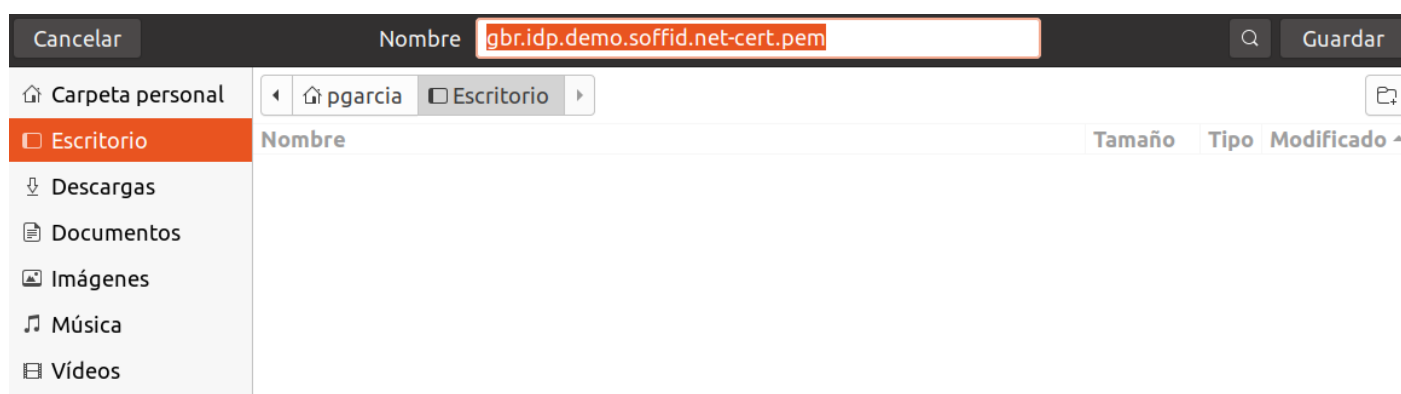 Cancelar Nombre gbr.idp.demo.soffid.net-cert.pem Guardar
Carpeta personal pgarcia Escritorio
Escritorio Nombre Tamaño Tipo Modificado
Descargas
Documentos
Imágenes
Música
Vídeos